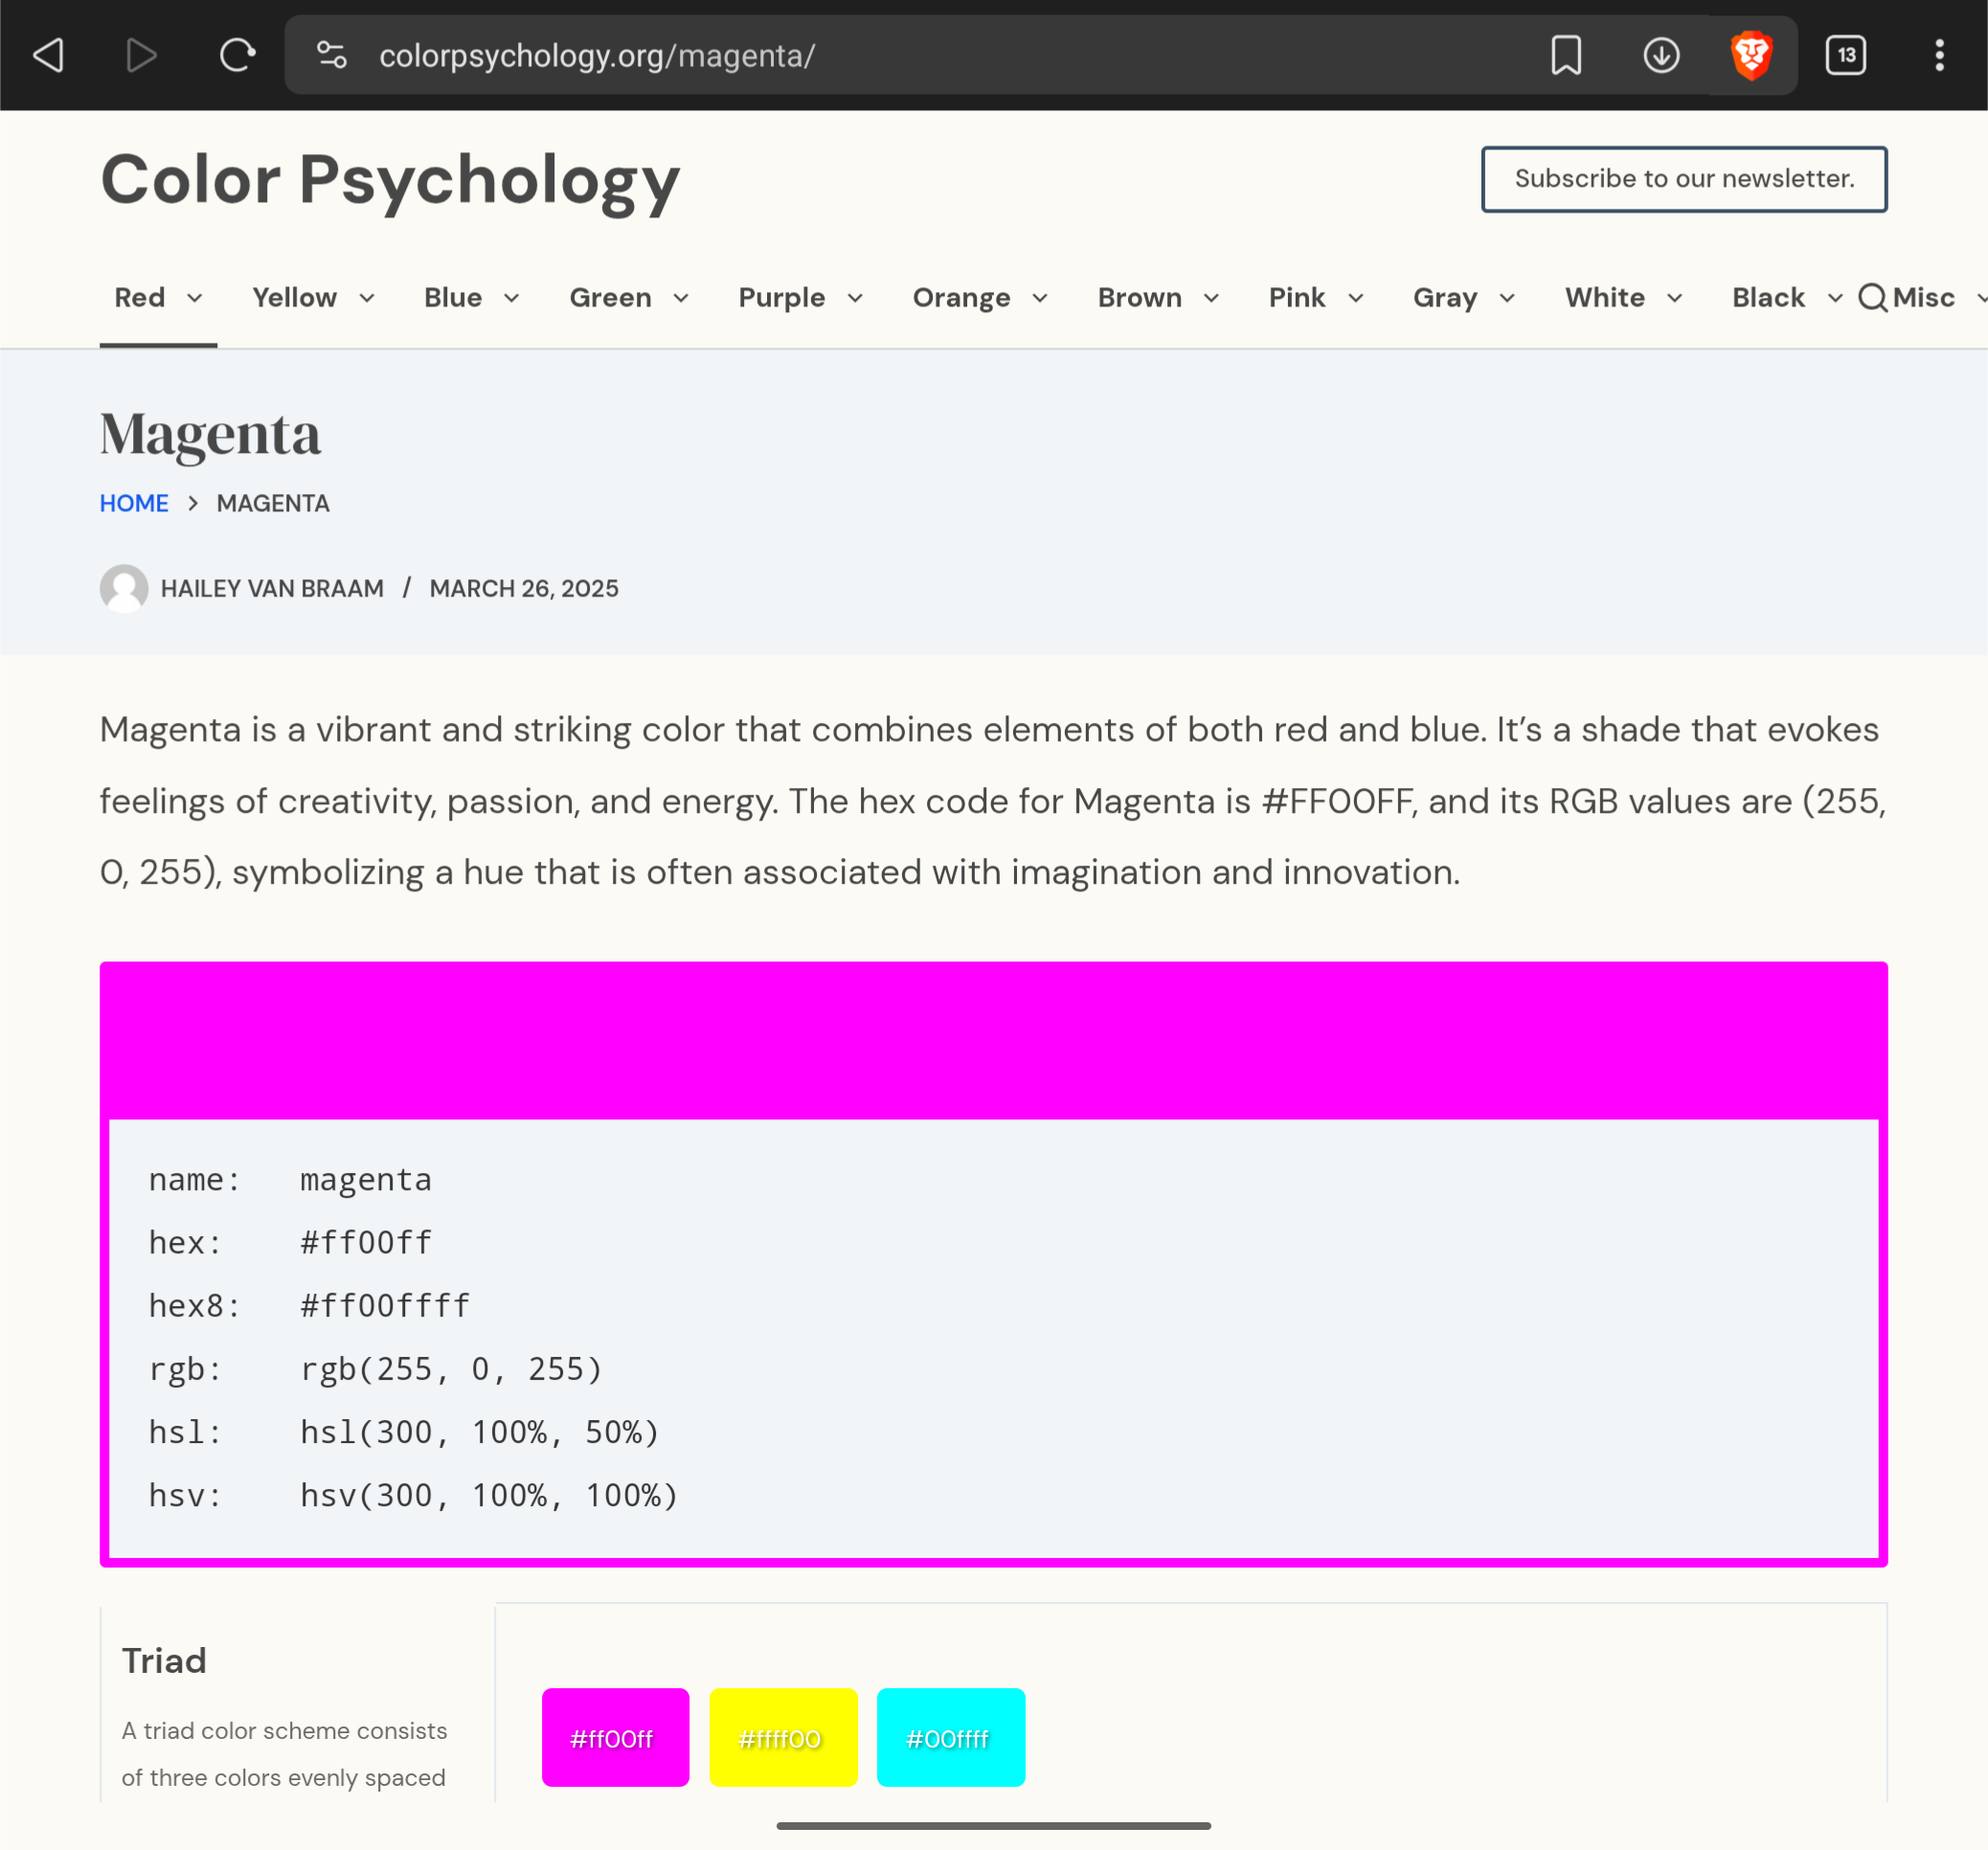 colorpsychology.org/magenta/
13
Color Psychology
Subscribe to our newsletter.
Red Yellow Blue Green Purple Orange Brown Pink Gray White Black Misc
Magenta
HOME > MAGENTA
HAILEY VAN BRAAM / MARCH 26, 2025
Magenta is a vibrant and striking color that combines elements of both red and blue. It’s a shade that evokes
feelings of creativity, passion, and energy. The hex code for Magenta is #FF00FF, and its RGB values are (255,
0, 255), symbolizing a hue that is often associated with imagination and innovation.
name: magenta
hex: #ff00ff
hex8: #ff00ffff
rgb: rgb(255, 0, 255)
hsl: hsl(300, 100%, 50%)
hsv: hsv(300, 100%, 100%)
Triad
A triad color scheme consists
of three colors evenly spaced
#ff00ff #ffff00 #00ffff